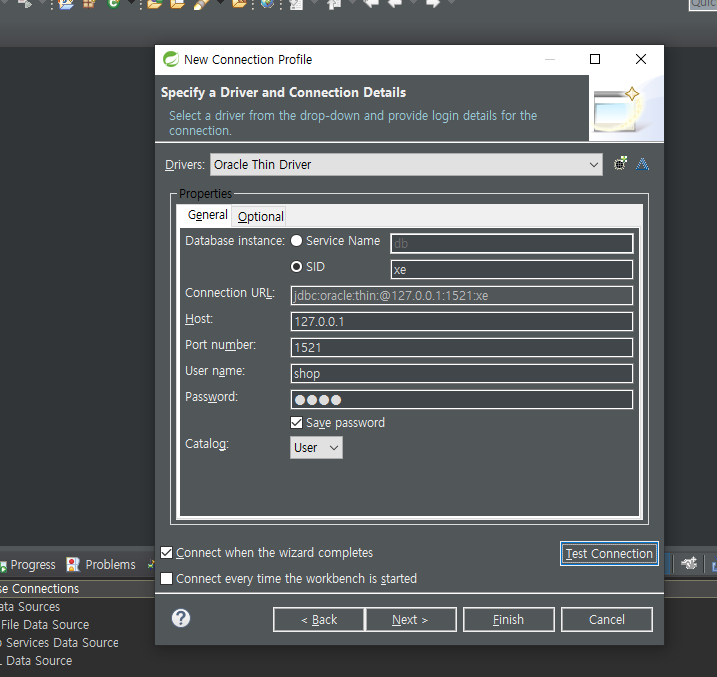 Quic
New Connection Profile
Specify a Driver and Connection Details
Select a driver from the drop-down and provide login details for the
connection.
Drivers: Oracle Thin Driver
Properties
General Optional
Database instance: Service Name db
SID xe
Connection URL: jdbc:oracle:thin:@127.0.0.1:1521:xe
Host: 127.0.0.1
Port number: 1521
User name: shop
Password: ●●●●
Save password
Catalog: User
Connect when the wizard completes Test Connection
Connect every time the workbench is started
Progress Problems
se Connections
ata Sources
File Data Source
Services Data Source
Data Source
? < Back Next > Finish Cancel